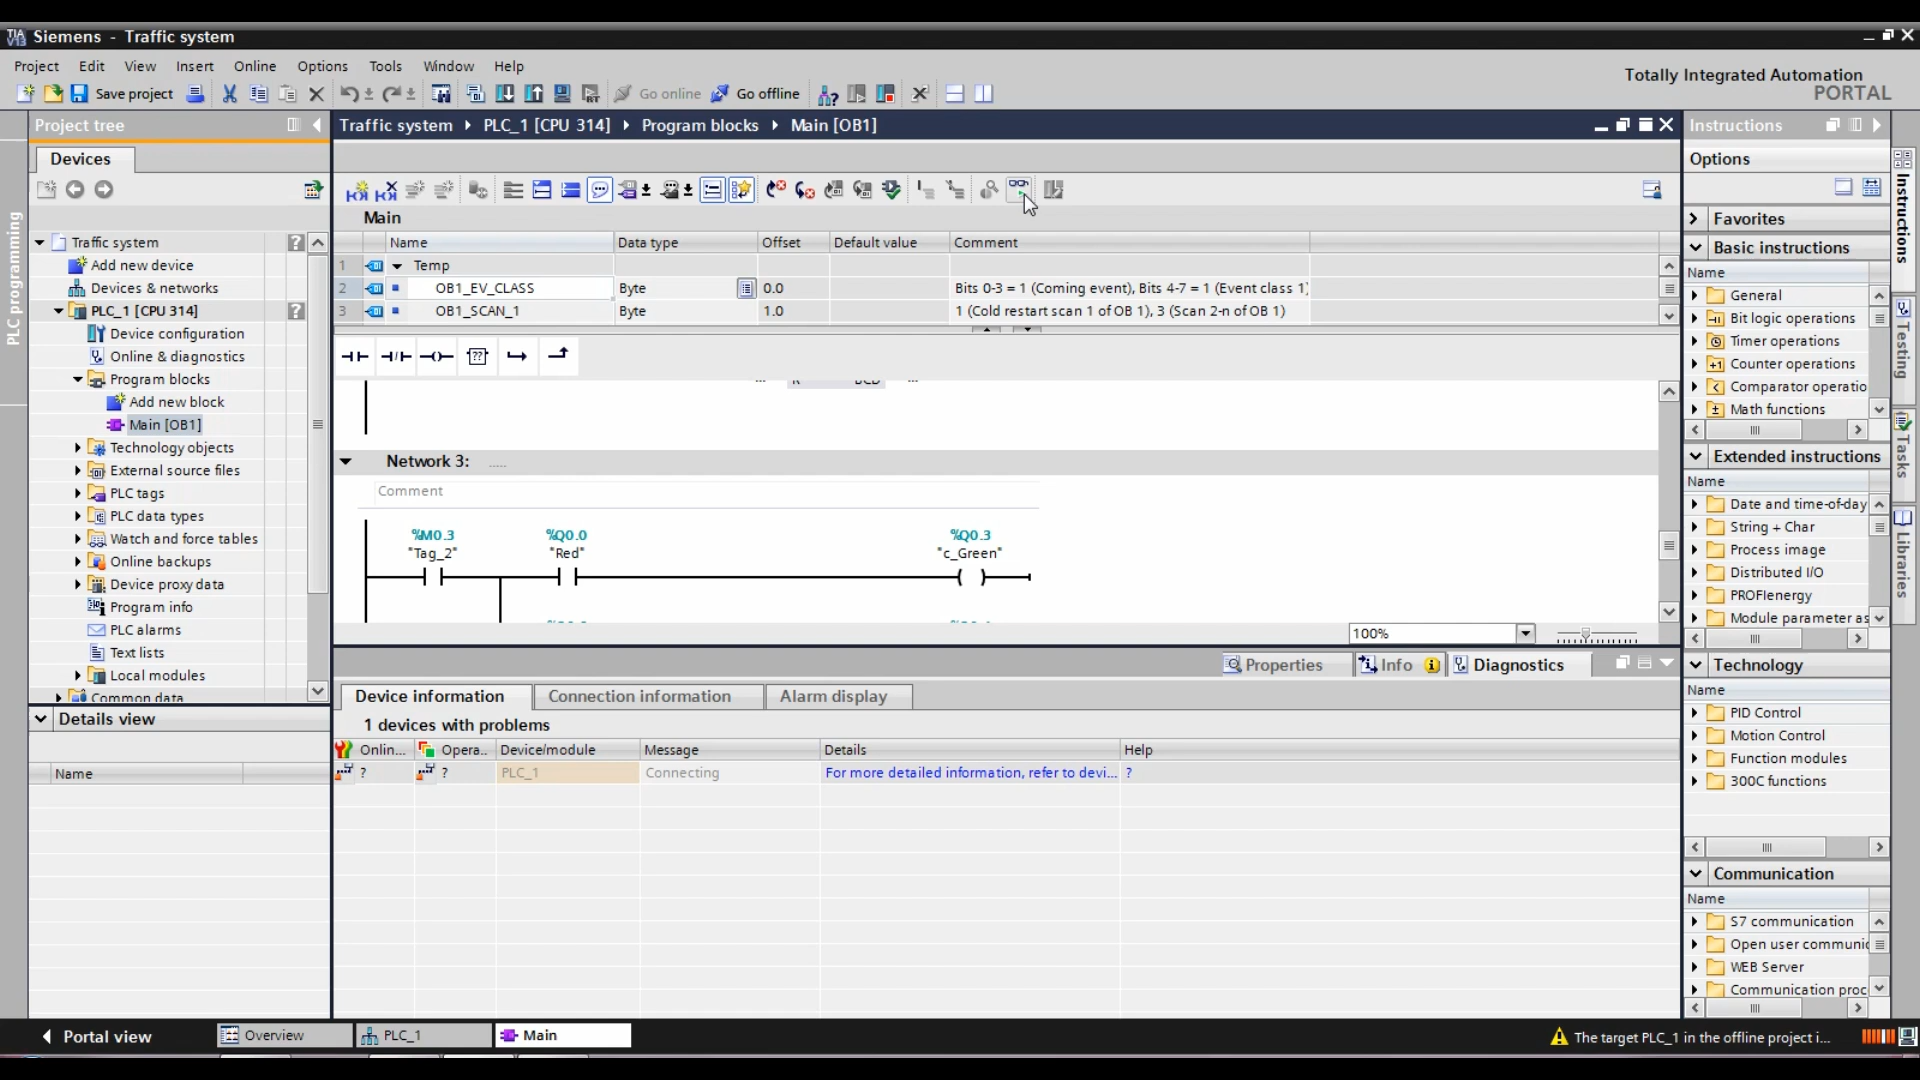 TIA V13 Siemens - Traffic system
Project Edit View Insert Online Options Tools Window Help
Totally Integrated Automation
PORTAL
Save project Go online Go offline
Project tree
Traffic system PLC_1 [CPU 314] Program blocks Main [OB1]
Instructions
Devices
Options
PLC programming
Main
Name Data type Offset Default value Comment
1 Temp
2 OB1_EV_CLASS Byte 0.0 Bits 0-3 = 1 (Coming event), Bits 4-7 = 1 (Event class 1)
3 OB1_SCAN_1 Byte 1.0 1 (Cold restart scan 1 of OB 1), 3 (Scan 2-n of OB 1)
??
Traffic system ?
Add new device
Devices & networks
PLC_1 [CPU 314] ?
Device configuration
Online & diagnostics
Program blocks
Add new block
Main [OB1]
Technology objects
External source files
PLC tags
PLC data types
Watch and force tables
Online backups
Device proxy data
Program info
PLC alarms
Text lists
Local modules
Common data
Network 3: .....
Comment
%M0.3 %Q0.0 %Q0.3
"Tag_2" "Red" "c_Green"
100%
Properties Info Diagnostics
Device information Connection information Alarm display
1 devices with problems
Onlin... Opera.. Device/module Message Details Help
? ? PLC_1 Connecting For more detailed information, refer to devi... ?
Details view
Name
Favorites
Basic instructions
Name
General
Bit logic operations
Timer operations
Counter operations
Comparator operatio
Math functions
Extended instructions
Name
Date and time-of-day
String + Char
Process image
Distributed I/O
PROFIenergy
Module parameter as
Technology
Name
PID Control
Motion Control
Function modules
300C functions
Communication
Name
S7 communication
Open user communic
WEB Server
Communication proc
Instructions
Testing
Tasks
Libraries
Portal view Overview PLC_1 Main The target PLC_1 in the offline project i...